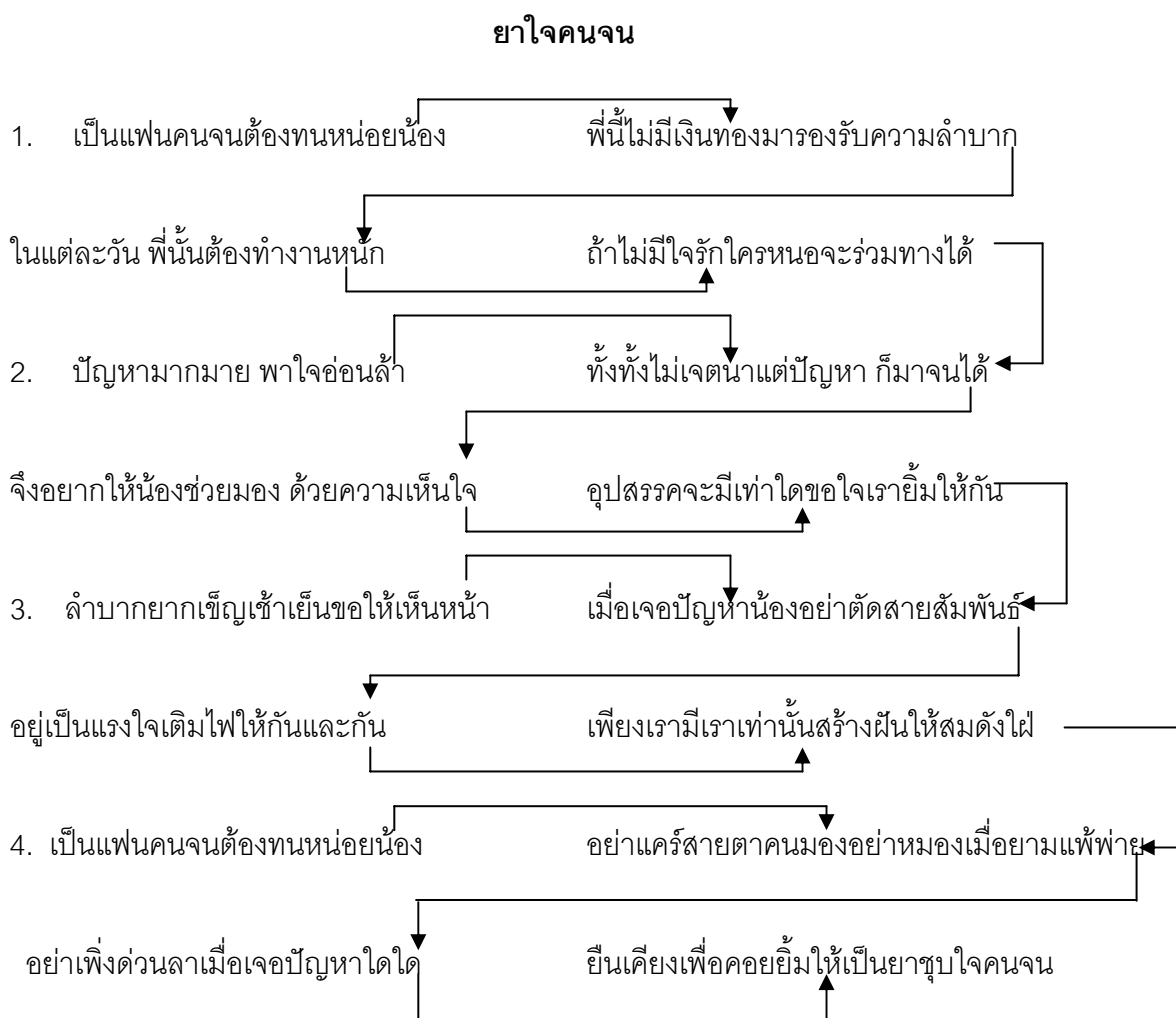 ยาใจคนจน
1. เป็นแฟนคนจนต้องทนหน่อยน้อง พี่นี้ไม่มีเงินทองมารองรับความลำบาก
ในแต่ละวัน พี่นั้นต้องทำงานหนัก ถ้าไม่มีใจรักใครหนอจะร่วมทางได้
2. ปัญหามากมาย พาใจอ่อนล้า ทั้งทั้งไม่เจตนาแต่ปัญหา ก็มาจนได้
จึงอยากให้น้องช่วยมอง ด้วยความเห็นใจ อุปสรรคจะมีเท่าใดขอใจเรายิ้มให้กัน
3. ลำบากยากเข็ญเช้าเย็นขอให้เห็นหน้า เมื่อเจอปัญหาน้องอย่าตัดสายสัมพันธ์
อยู่เป็นแรงใจเติมไฟให้กันและกัน เพียงเรามีเราเท่านั้นสร้างฝันให้สมดังใฝ่
4. เป็นแฟนคนจนต้องทนหน่อยน้อง อย่าแคร์สายตาคนมองอย่าหมองเมื่อยามแพ้พ่าย
อย่าเพิ่งด่วนลาเมื่อเจอปัญหาใดใด ยืนเคียงเพื่อคอยยิ้มให้เป็นยาชุบใจคนจน